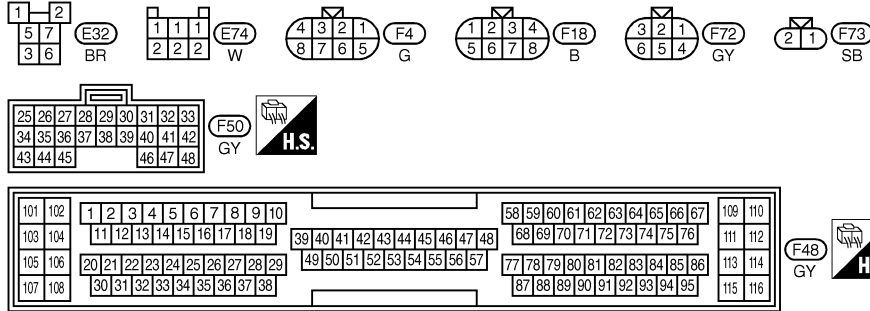 1 2
5 7
3 6
E32
BR
1 1 1
2 2 2
E74
W
4 3 2 1
8 7 6 5
F4
G
1 2 3 4
5 6 7 8
F18
B
3 2 1
6 5 4
F72
GY
2 1
F73
SB
25 26 27 28 29 30 31 32 33
34 35 36 37 38 39 40 41 42
43 44 45 46 47 48
F50
GY
H.S.
101 102
103 104
105 106
107 108
1 2 3 4 5 6 7 8 9 10
11 12 13 14 15 16 17 18 19
20 21 22 23 24 25 26 27 28 29
30 31 32 33 34 35 36 37 38
39 40 41 42 43 44 45 46 47 48
49 50 51 52 53 54 55 56 57
58 59 60 61 62 63 64 65 66 67
68 69 70 71 72 73 74 75 76
77 78 79 80 81 82 83 84 85 86
87 88 89 90 91 92 93 94 95
109 110
111 112
113 114
115 116
F48
GY
H